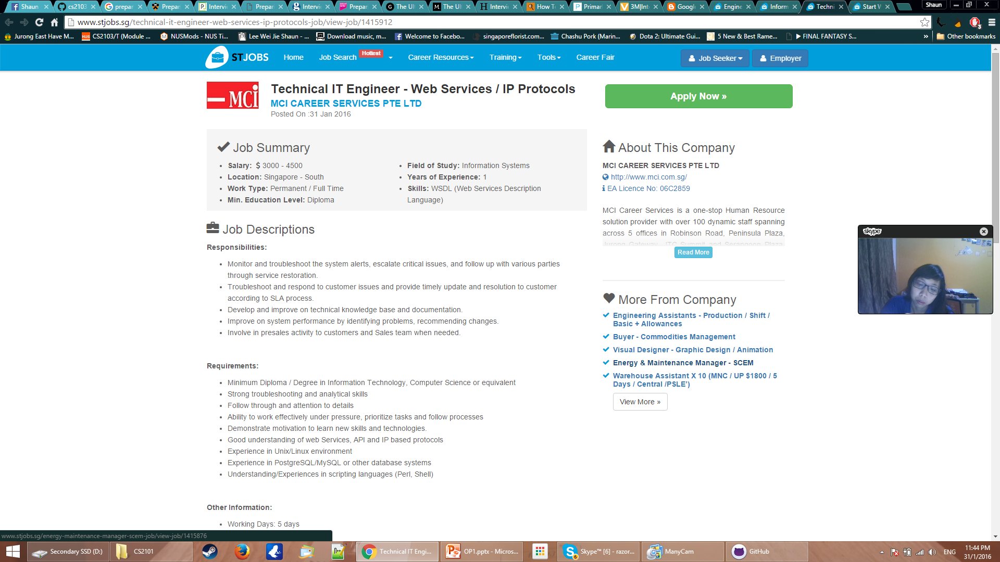 Shaun
cs2103
prepar
Prepar
Intervi
Prepar
Intervi
Prepar
The Ul
The Ul
Intervi
How T
Primar
3M|Int
Googl
Engine
Inform
Techni
Start V
Shaun
www.stjobs.sg/technical-it-engineer-web-services-ip-protocols-job/view-job/1415912
Jurong East Have M...
CS2103/T (Module ...
NUSMods - NUS Ti...
Lee Wei Jie Shaun - ...
Download music, m...
Welcome to Facebo...
singaporeflorist.com...
Chashu Pork (Marin...
Dota 2: Ultimate Gui...
5 New & Best Rame...
▶ FINAL FANTASY S...
»
Other bookmarks
STJOBS
Home
Job Search
Hottest
Career Resources
Training
Tools
Career Fair
Job Seeker
Employer
MCi
Technical IT Engineer - Web Services / IP Protocols
MCI CAREER SERVICES PTE LTD
Posted On :31 Jan 2016
Apply Now »
Job Summary
Salary: $ 3000 - 4500
Location: Singapore - South
Work Type: Permanent / Full Time
Min. Education Level: Diploma
Field of Study: Information Systems
Years of Experience: 1
Skills: WSDL (Web Services Description
Language)
Job Descriptions
Responsibilities:
Monitor and troubleshoot the system alerts, escalate critical issues, and follow up with various parties
through service restoration.
Troubleshoot and respond to customer issues and provide timely update and resolution to customer
according to SLA process.
Develop and improve on technical knowledge base and documentation.
Improve on system performance by identifying problems, recommending changes.
Involve in presales activity to customers and Sales team when needed.
Requirements:
Minimum Diploma / Degree in Information Technology, Computer Science or equivalent
Strong troubleshooting and analytical skills
Follow through and attention to details
Ability to work effectively under pressure, prioritize tasks and follow processes
Demonstrate motivation to learn new skills and technologies.
Good understanding of web Services, API and IP based protocols
Experience in Unix/Linux environment
Experience in PostgreSQL/MySQL or other database systems
Understanding/Experiences in scripting languages (Perl, Shell)
Other Information:
Working Days: 5 days
About This Company
MCI CAREER SERVICES PTE LTD
http://www.mci.com.sg/
EA Licence No: 06C2859
MCI Career Services is a one-stop Human Resource
solution provider with over 100 dynamic staff spanning
across 5 offices in Robinson Road, Peninsula Plaza,
Jurong Gateway, JTC Summit and Serangoon Plaza.
Read More
More From Company
Engineering Assistants - Production / Shift /
Basic + Allowances
Buyer - Commodities Management
Visual Designer - Graphic Design / Animation
Energy & Maintenance Manager - SCEM
Warehouse Assistant X 10 (MNC / UP $1800 / 5
Days / Central /PSLE')
View More »
skype
www.stjobs.sg/energy-maintenance-manager-scem-job/view-job/1415876
Secondary SSD (D:)
CS2101
Technical IT Engi...
OP1.pptx - Micros...
Skype™ [6] - razor...
6
ManyCam
GitHub
ENG
11:44 PM
31/1/2016